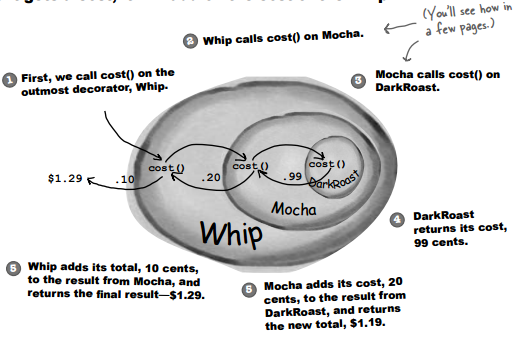 (You'll see how in
a few pages.)
2 Whip calls cost() on Mocha.
1 First, we call cost() on the
outmost decorator, Whip.
3 Mocha calls cost() on
DarkRoast.
cost() cost() cost()
$1.29 .10 .20 .99 DarkRoast
Mocha
Whip
4 DarkRoast
returns its cost,
99 cents.
6 Whip adds its total, 10 cents,
to the result from Mocha, and
returns the final result—$1.29.
5 Mocha adds its cost, 20
cents, to the result from
DarkRoast, and returns
the new total, $1.19.